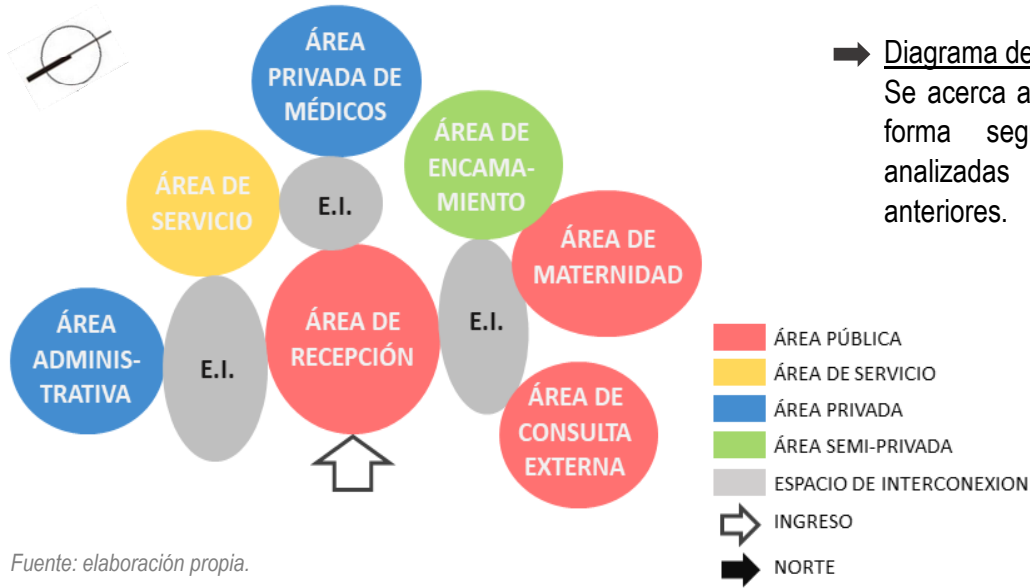 ÁREA
PRIVADA DE
MÉDICOS
ÁREA DE
ENCAMA-
MIENTO
ÁREA DE
SERVICIO
E.I.
ÁREA DE
MATERNIDAD
ÁREA
ADMINIS-
TRATIVA
E.I.
ÁREA DE
RECEPCIÓN
E.I.
ÁREA DE
CONSULTA
EXTERNA
Diagrama de
Se acerca a
forma seg
analizadas
anteriores.
ÁREA PÚBLICA
ÁREA DE SERVICIO
ÁREA PRIVADA
ÁREA SEMI-PRIVADA
ESPACIO DE INTERCONEXION
INGRESO
NORTE
Fuente: elaboración propia.